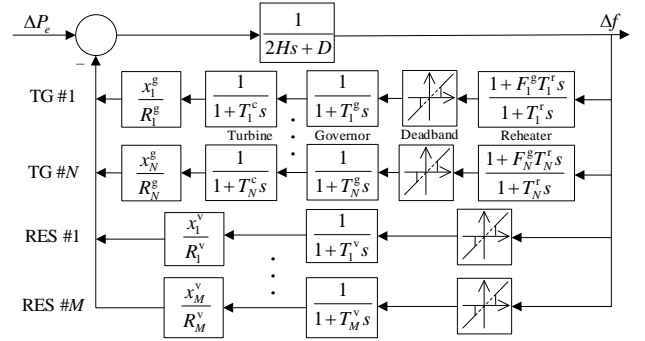 ΔP_e
1
2Hs + D
Δf
−
TG #1
x_1^g
R_1^g
1
1+T_1^c s
1
1+T_1^g s
1+F_1^g T_1^r s
1+T_1^r s
Turbine Governor Deadband Reheater
TG #N
x_N^g
R_N^g
1
1+T_N^c s
1
1+T_N^g s
1+F_N^g T_N^r s
1+T_N^r s
RES #1
x_1^v
R_1^v
1
1+T_1^v s
RES #M
x_M^v
R_M^v
1
1+T_M^v s